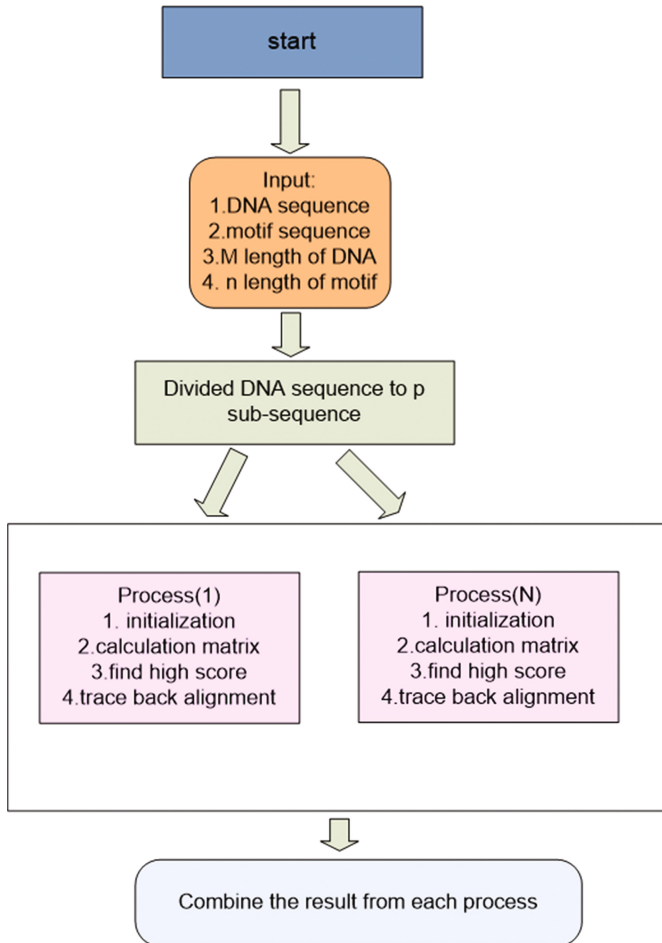 start
Input:
1.DNA sequence
2.motif sequence
3.M length of DNA
4. n length of motif
Divided DNA sequence to p
sub-sequence
Process(1)
1. initialization
2.calculation matrix
3.find high score
4.trace back alignment
Process(N)
1. initialization
2.calculation matrix
3.find high score
4.trace back alignment
Combine the result from each process